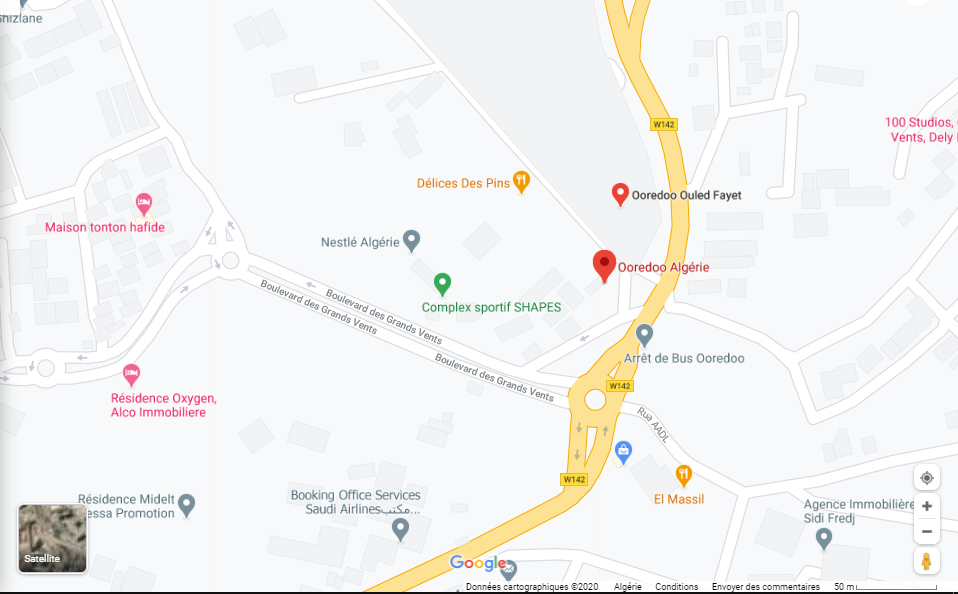 W142
100 Studios,
Vents, Dely
Délices Des Pins
Ooredoo Ouled Fayet
Maison tonton hafide
Nestlé Algérie
Ooredoo Algérie
Boulevard des Grands Vents
Boulevard des Grands Vents
Complex sportif SHAPES
Boulevard des Grands Vents
Arrêt de Bus Ooredoo
W142
Résidence Oxygen,
Alco Immobiliere
Rua AADL
W142
El Massil
Résidence Midelt
essa Promotion
Booking Office Services
Saudi Airlinesمكتب...
Agence Immobilière
Sidi Fredj
Satellite
Google
Données cartographiques ©2020 Algérie Conditions Envoyer des commentaires 50 m